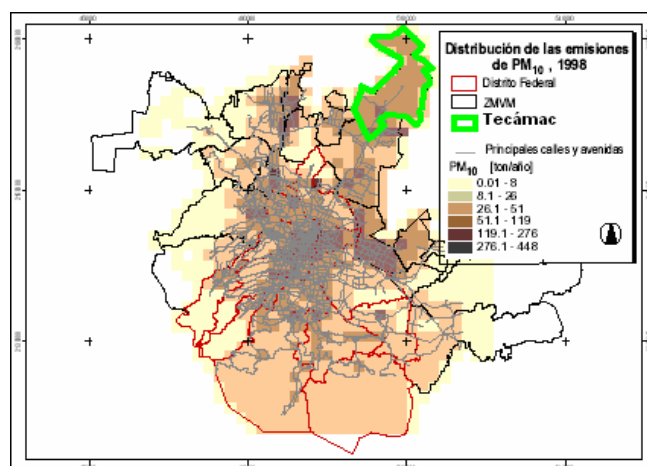 Distribución de las emisiones
de PM10 , 1998
Distrito Federal
ZMVM
Tecámac
Principales calles y avenidas
PM10 [ton/año]
0.01 - 8
8.1 - 26
26.1 - 51
51.1 - 119
119.1 - 276
276.1 - 448